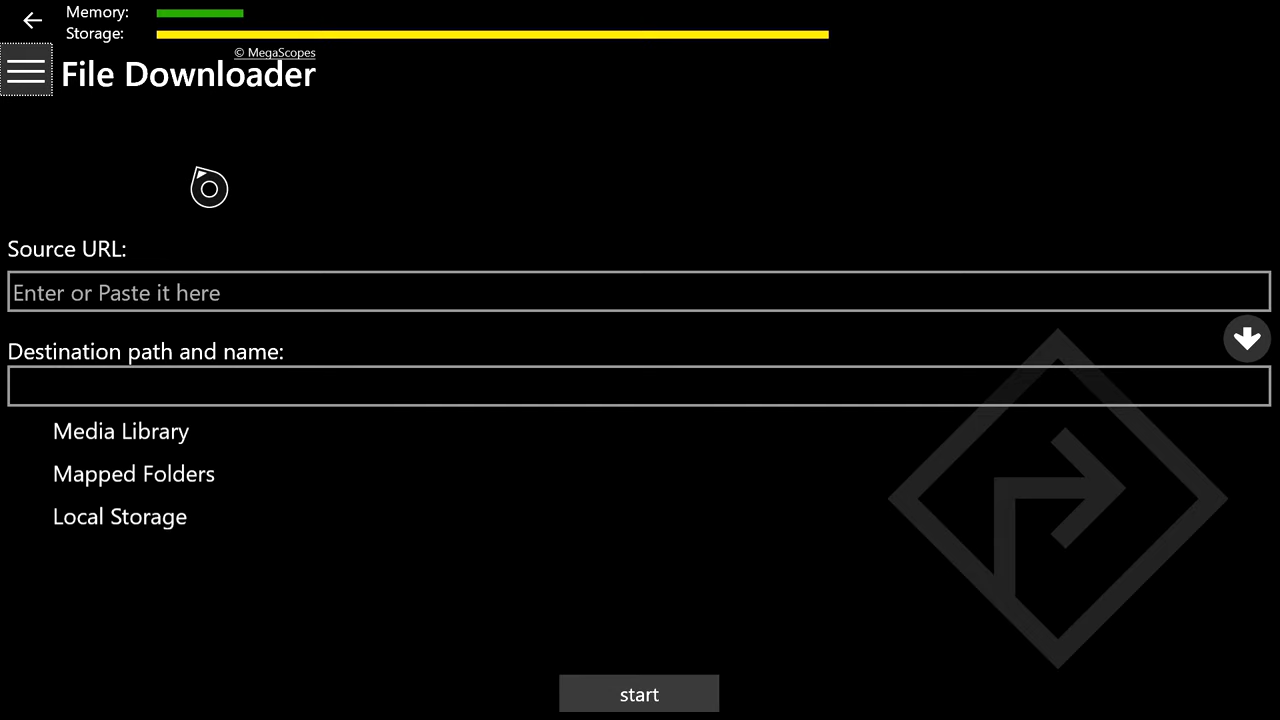 Memory:
Storage:
© MegaScopes
File Downloader
Source URL:
Enter or Paste it here
Destination path and name:
Media Library
Mapped Folders
Local Storage
start